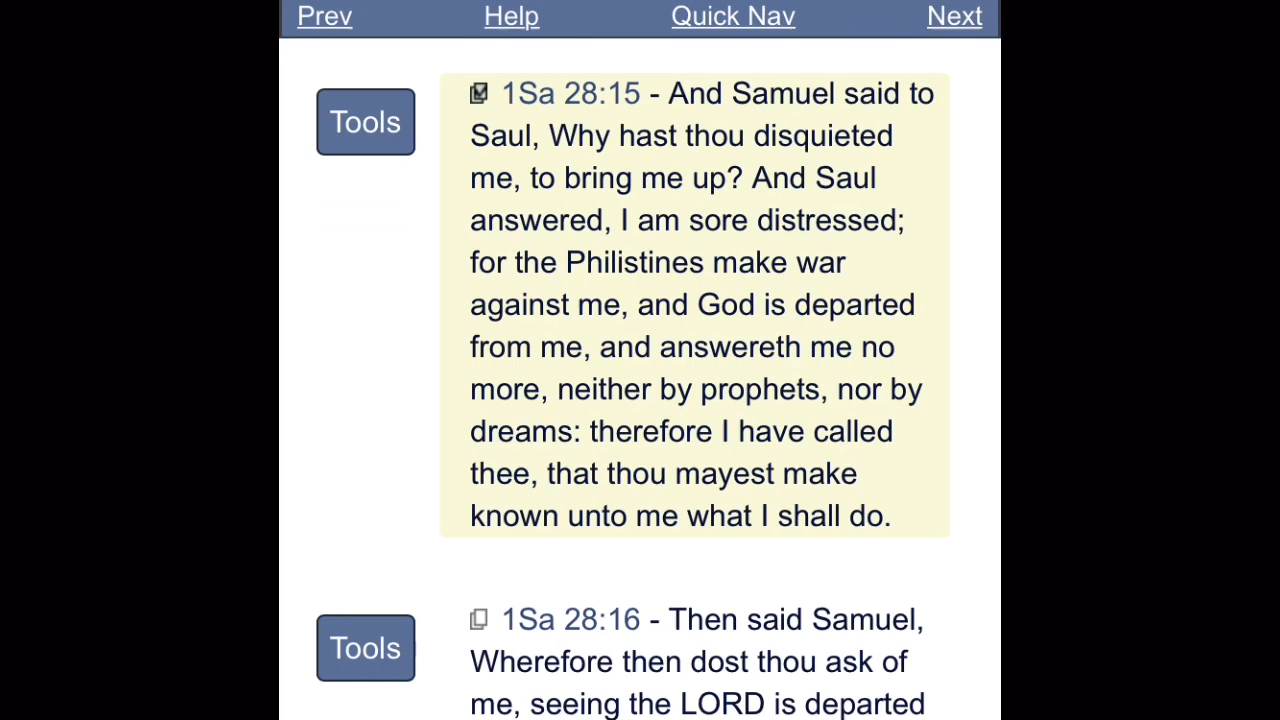 Prev Help Quick Nav Next
Tools
1Sa 28:15 - And Samuel said to
Saul, Why hast thou disquieted
me, to bring me up? And Saul
answered, I am sore distressed;
for the Philistines make war
against me, and God is departed
from me, and answereth me no
more, neither by prophets, nor by
dreams: therefore I have called
thee, that thou mayest make
known unto me what I shall do.
Tools
1Sa 28:16 - Then said Samuel,
Wherefore then dost thou ask of
me, seeing the LORD is departed